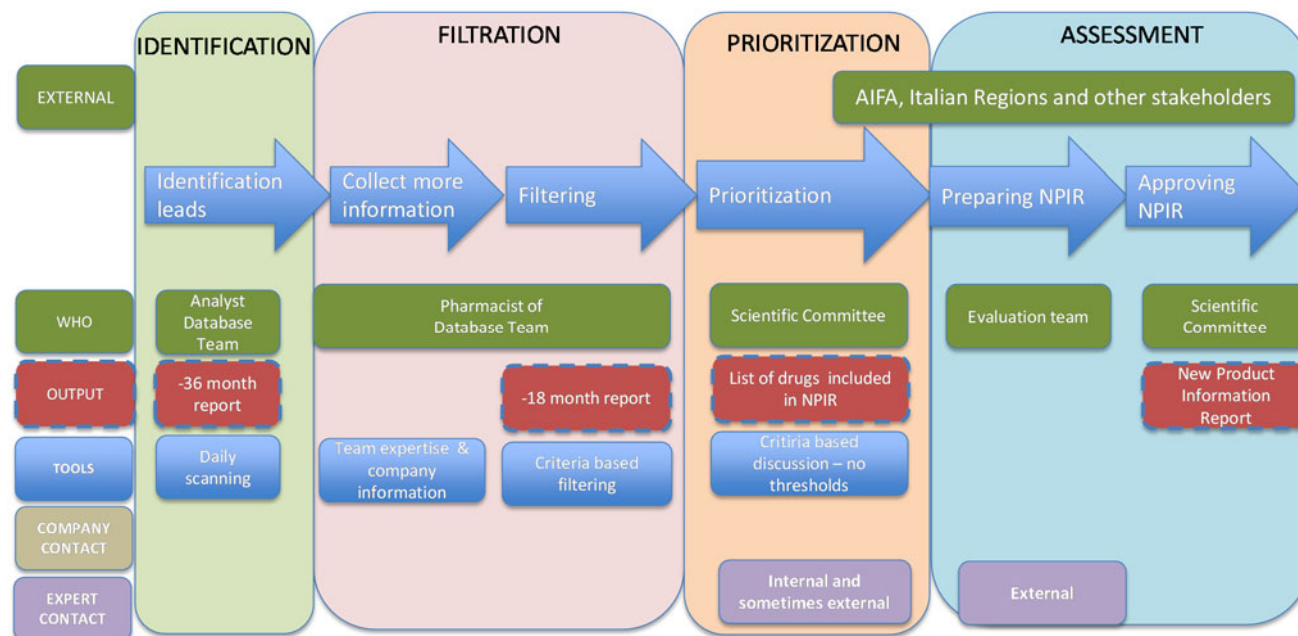 IDENTIFICATION
FILTRATION
PRIORITIZATION
ASSESSMENT
EXTERNAL
AIFA, Italian Regions and other stakeholders
Identification
leads
Collect more
information
Filtering
Prioritization
Preparing NPIR
Approving
NPIR
WHO
Analyst
Database
Team
Pharmacist of
Database Team
Scientific Committee
Evaluation team
Scientific
Committee
OUTPUT
-36 month
report
-18 month report
List of drugs included
in NPIR
New Product
Information
Report
TOOLS
Daily
scanning
Team expertise &
company
information
Criteria based
filtering
Critiria based
discussion – no
thresholds
COMPANY
CONTACT
EXPERT
CONTACT
Internal and
sometimes external
External